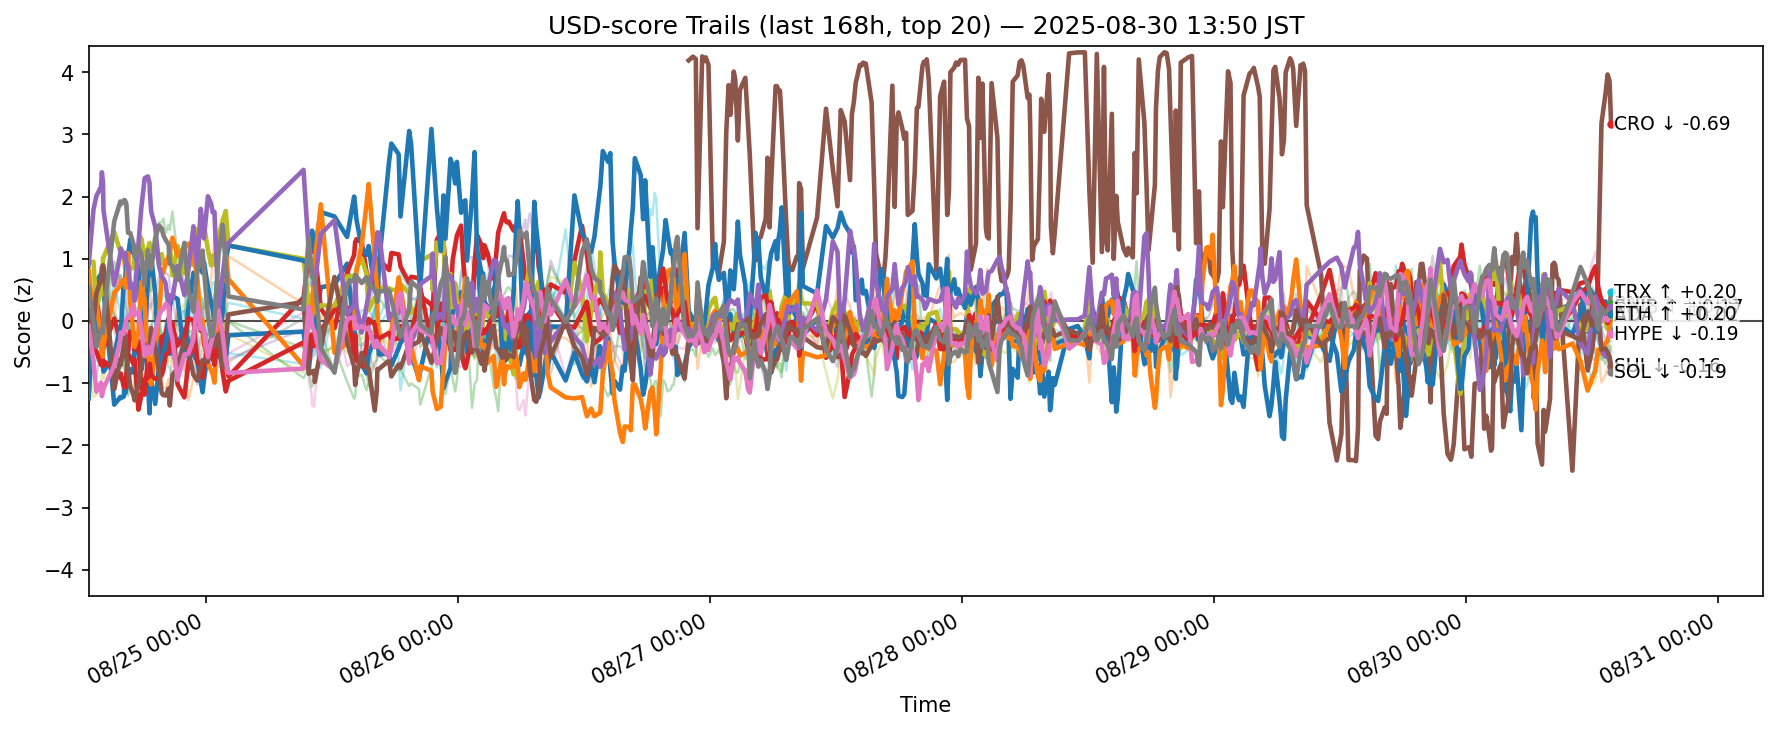 USD-score Trails (last 168h, top 20) — 2025-08-30 13:50 JST
Score (z)
4
3
2
1
0
−1
−2
−3
−4
CRO ↓ -0.69
TRX ↑ +0.20
ETH ↑ +0.20
HYPE ↓ -0.19
SOL ↓ -0.19
08/25 00:00
08/26 00:00
08/27 00:00
08/28 00:00
08/29 00:00
08/30 00:00
08/31 00:00
Time